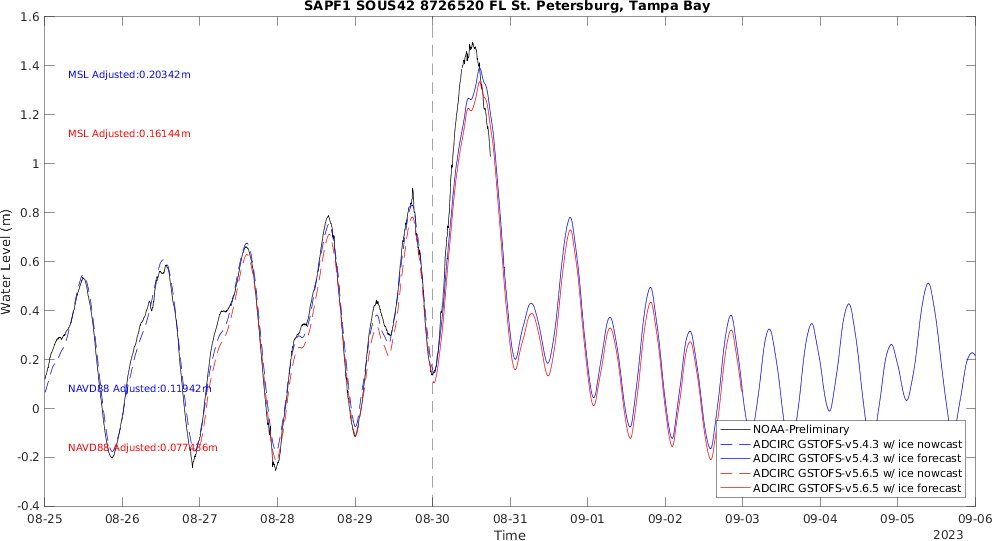 SAPF1 SOUS42 8726520 FL St. Petersburg, Tampa Bay
1.6
1.4
1.2
1
0.8
0.6
0.4
0.2
0
-0.2
-0.4
Water Level (m)
MSL Adjusted:0.20342m
MSL Adjusted:0.16144m
NAVD88 Adjusted:0.11942m
NOAA-Preliminary
ADCIRC GSTOFS-v5.4.3 w/ ice nowcast
ADCIRC GSTOFS-v5.4.3 w/ ice forecast
ADCIRC GSTOFS-v5.6.5 w/ ice nowcast
ADCIRC GSTOFS-v5.6.5 w/ ice forecast
NAVD88 Adjusted:
08-25 08-26 08-27 08-28 08-29 08-30 08-31 09-01 09-02 09-03 09-04 09-05 09-06
Time
2023